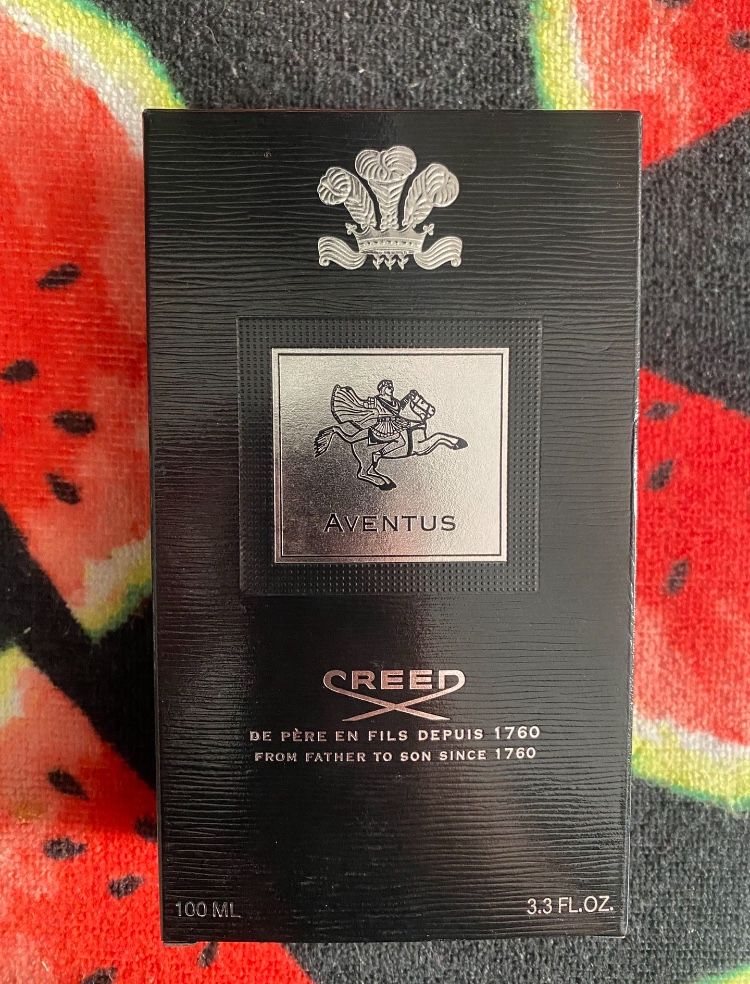 AVENTUS
CREED
DE PÈRE EN FILS DEPUIS 1760
FROM FATHER TO SON SINCE 1760
100 ML 3.3 FL.OZ.